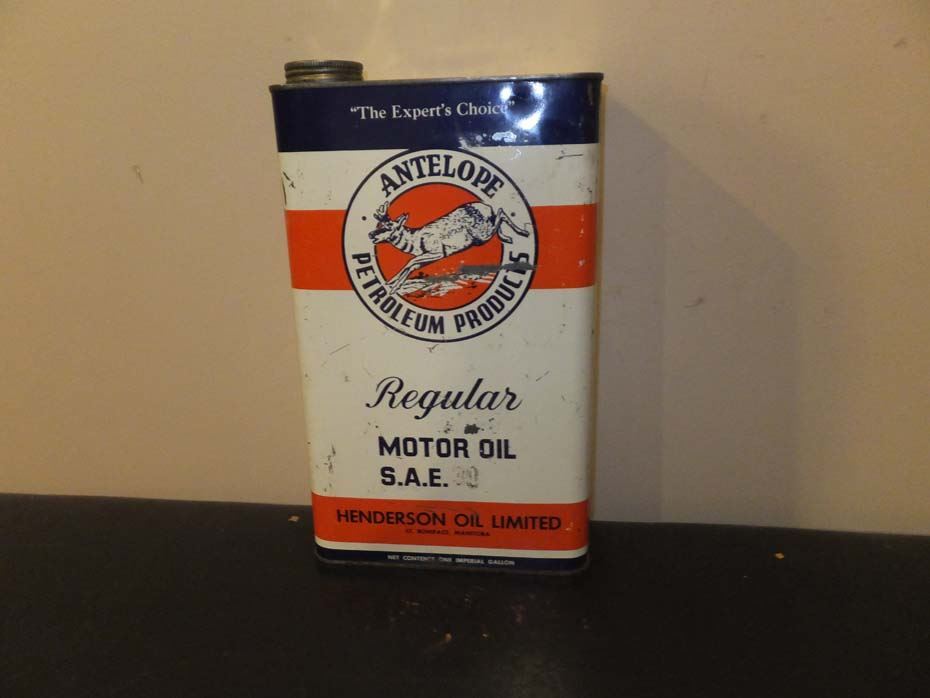 “The Expert's Choice”
ANTELOPE
PETROLEUM PRODUCTS
Regular
MOTOR OIL
S.A.E. 30
HENDERSON OIL LIMITED
ST. BONIFACE, MANITOBA
NET CONTENTS ONE IMPERIAL GALLON